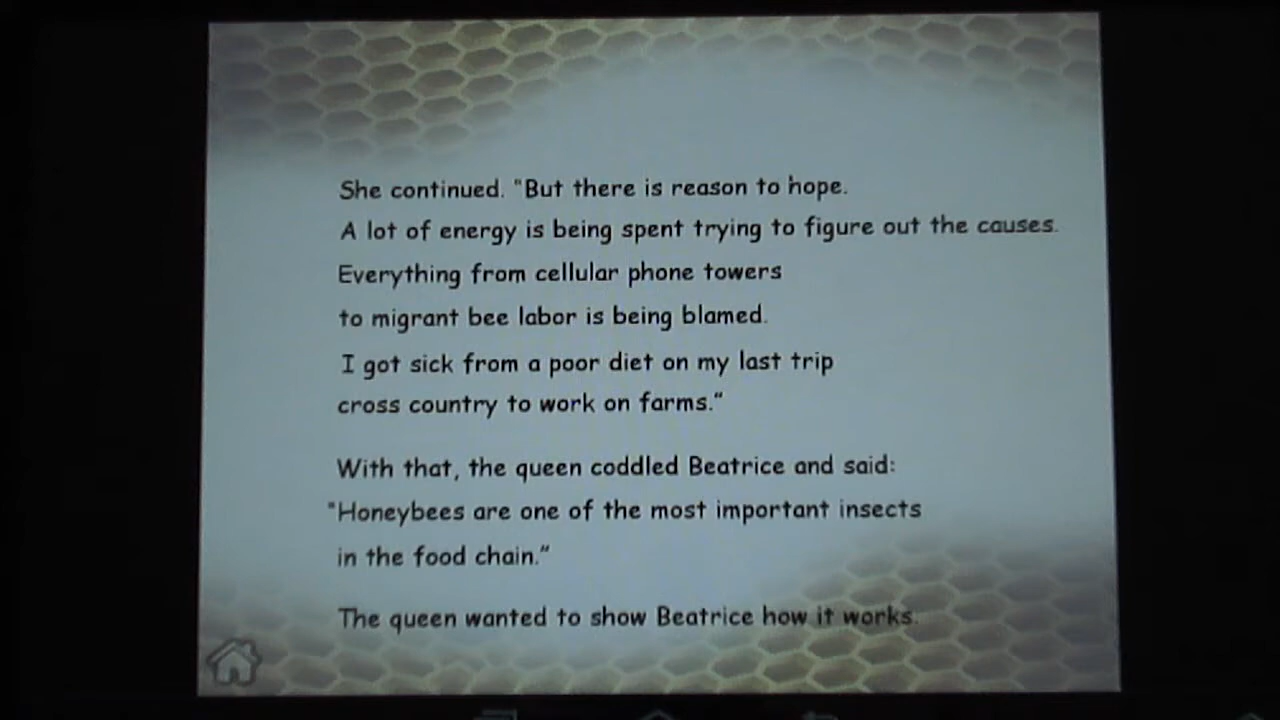 She continued. "But there is reason to hope.
A lot of energy is being spent trying to figure out the causes.
Everything from cellular phone towers
to migrant bee labor is being blamed.
I got sick from a poor diet on my last trip
cross country to work on farms."
With that, the queen coddled Beatrice and said:
"Honeybees are one of the most important insects
in the food chain."
The queen wanted to show Beatrice how it works.